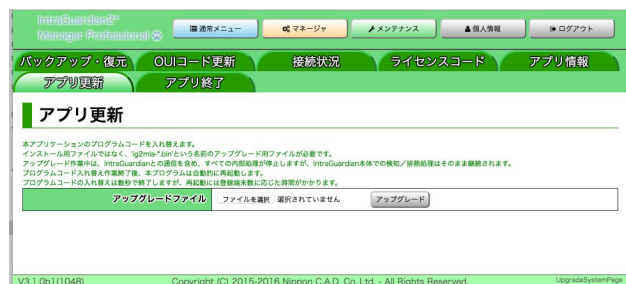 IntraGuardian2+
Manager Professional
通常メニュー マネージャ メンテナンス 個人情報 ログアウト
バックアップ・復元 OUIコード更新 接続状況 ライセンスコード アプリ情報
アプリ更新 アプリ終了
アプリ更新
本アプリケーションのプログラムコードを入れ替えます。
インストール用ファイルではなく、'ig2mla-*.bin'という名前のアップグレード用ファイルが必要です。
アップグレード作業中は、IntraGuardianとの通信を含め、すべての内部処理が停止しますが、IntraGuardian本体での検知/排除処理はそのまま継続されます。
プログラムコード入れ替え作業終了後、本プログラムは自動的に再起動します。
プログラムコードの入れ替えは数秒で終了しますが、再起動には登録端末数に応じた時間がかかります。
アップグレードファイル ファイルを選択 選択されていません アップグレード
V3.1.0b1(1048) Copyright (C) 2015-2016 Nippon C.A.D. Co.,Ltd. - All Rights Reserved. UpgradeSystemPage